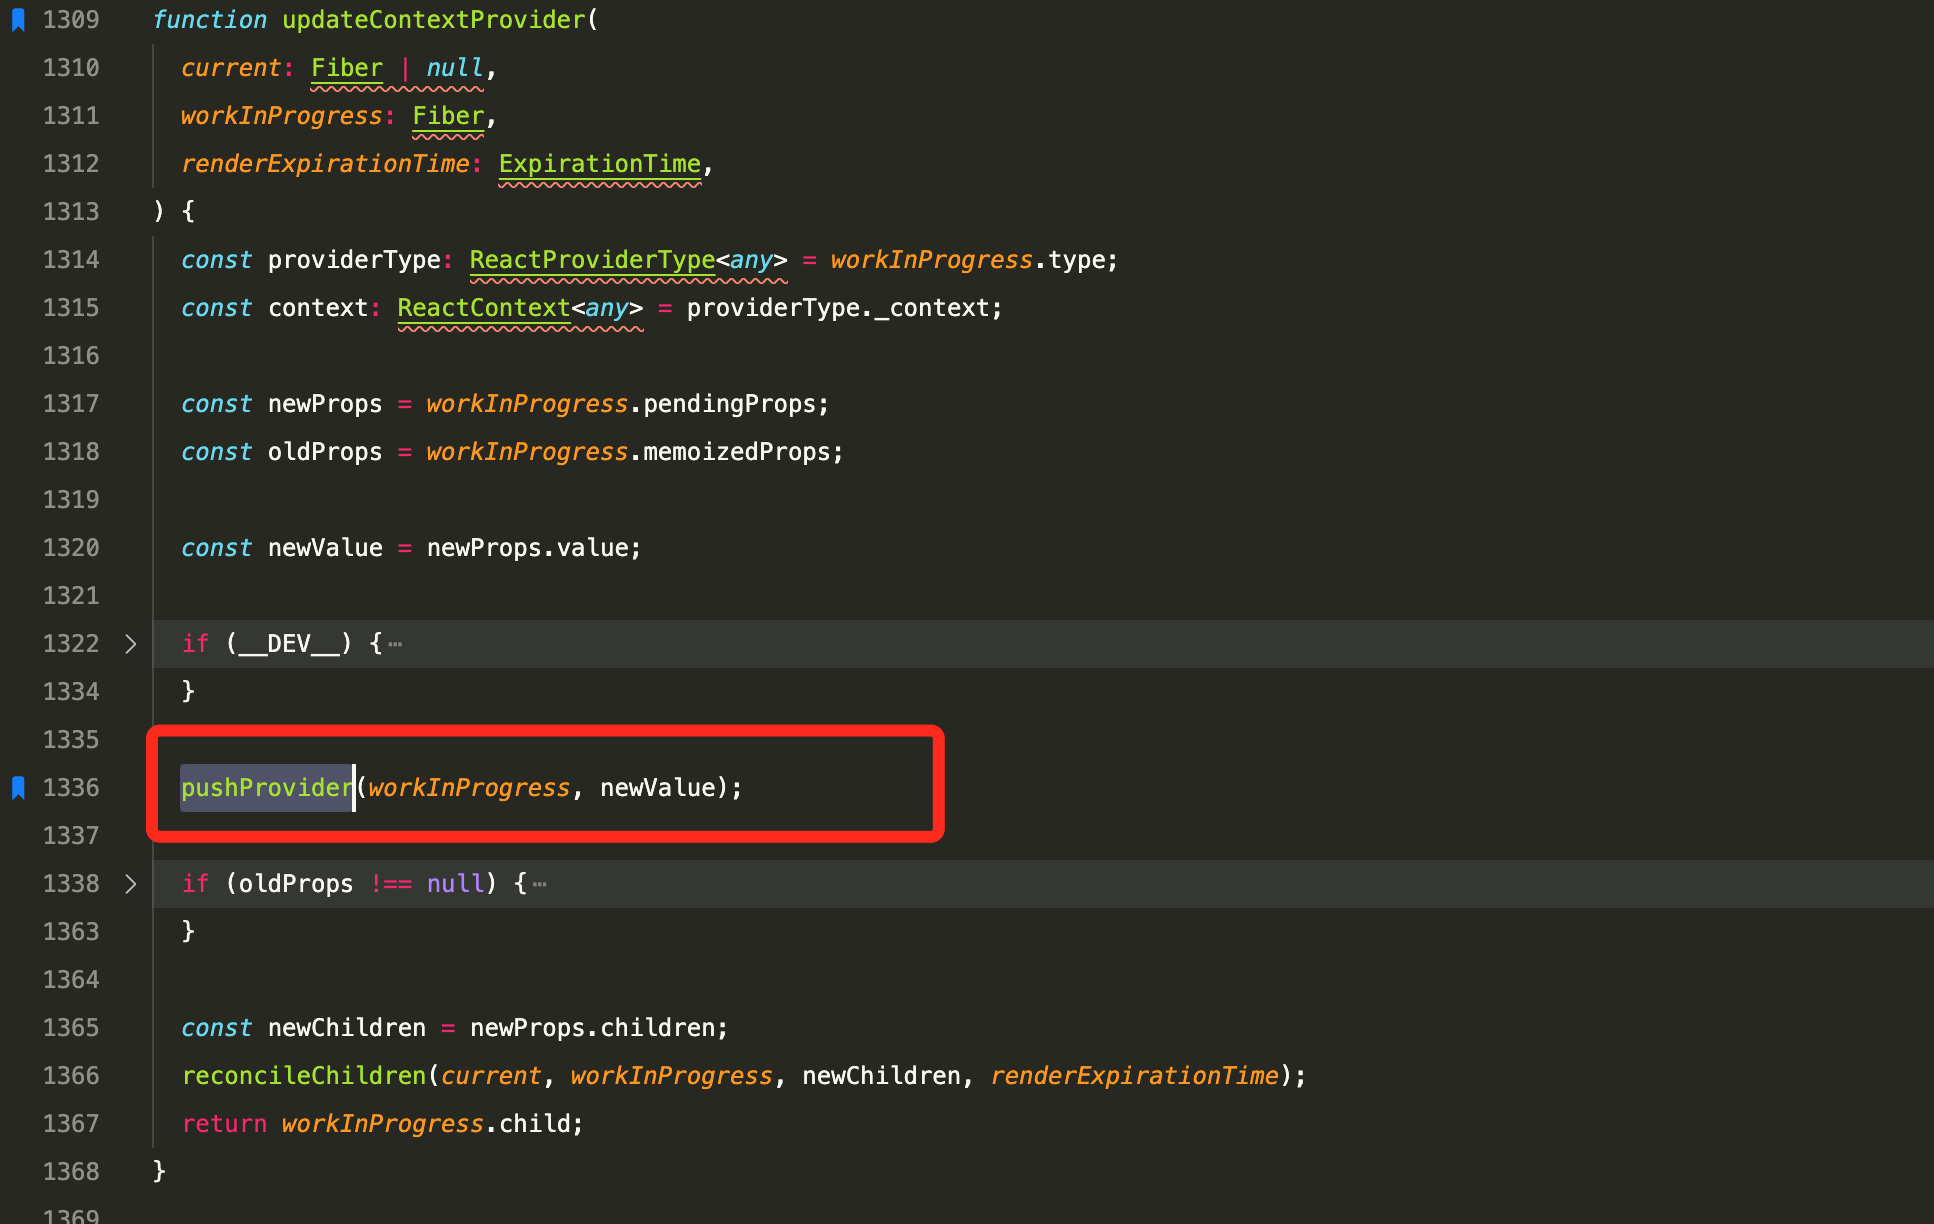 1309 function updateContextProvider(
1310 current: Fiber | null,
1311 workInProgress: Fiber,
1312 renderExpirationTime: ExpirationTime,
1313 ) {
1314 const providerType: ReactProviderType<any> = workInProgress.type;
1315 const context: ReactContext<any> = providerType._context;
1316
1317 const newProps = workInProgress.pendingProps;
1318 const oldProps = workInProgress.memoizedProps;
1319
1320 const newValue = newProps.value;
1321
1322 if (__DEV__) {⋯
1334 }
1335
1336 pushProvider(workInProgress, newValue);
1337
1338 if (oldProps !== null) {⋯
1363 }
1364
1365 const newChildren = newProps.children;
1366 reconcileChildren(current, workInProgress, newChildren, renderExpirationTime);
1367 return workInProgress.child;
1368 }
1369